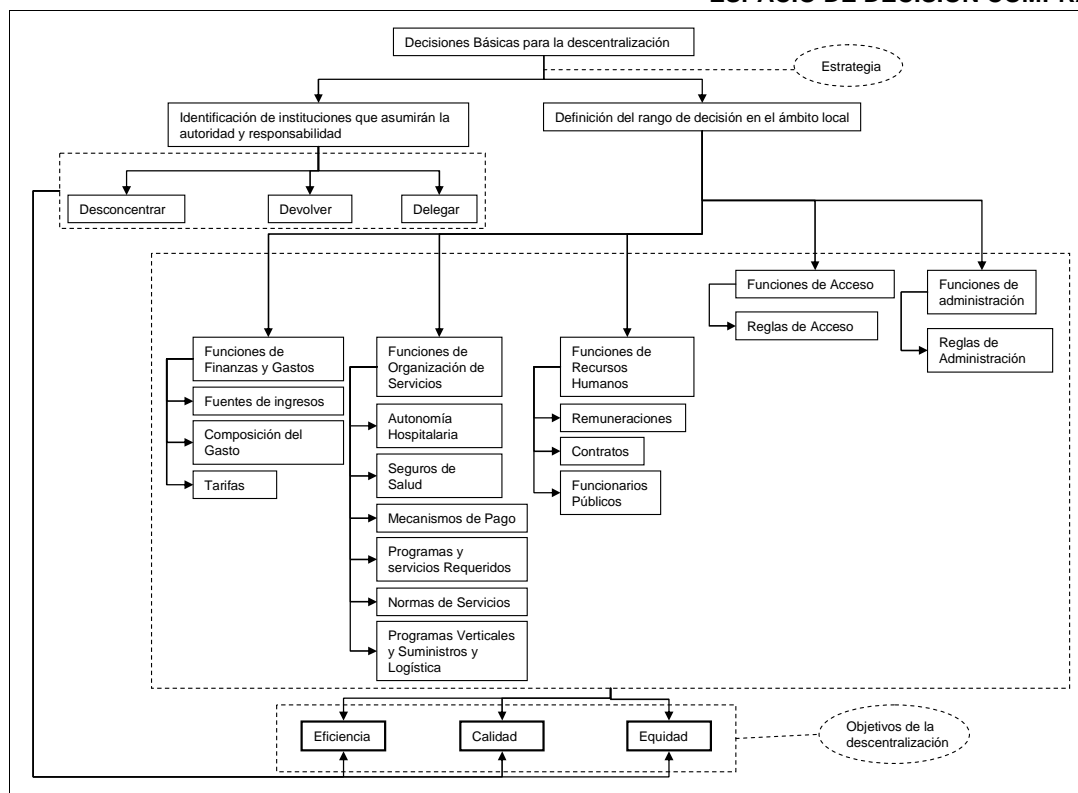 Decisiones Básicas para la descentralización
Estrategia
Identificación de instituciones que asumirán la
autoridad y responsabilidad
Definición del rango de decisión en el ámbito local
Desconcentrar
Devolver
Delegar
Funciones de Acceso
Reglas de Acceso
Funciones de
administración
Reglas de
Administración
Funciones de
Finanzas y Gastos
Fuentes de ingresos
Composición del
Gasto
Tarifas
Funciones de
Organización de
Servicios
Autonomía
Hospitalaria
Seguros de
Salud
Mecanismos de Pago
Programas y
servicios Requeridos
Normas de Servicios
Programas Verticales
y Suministros y
Logística
Funciones de
Recursos
Humanos
Remuneraciones
Contratos
Funcionarios
Públicos
Eficiencia
Calidad
Equidad
Objetivos de la
descentralización